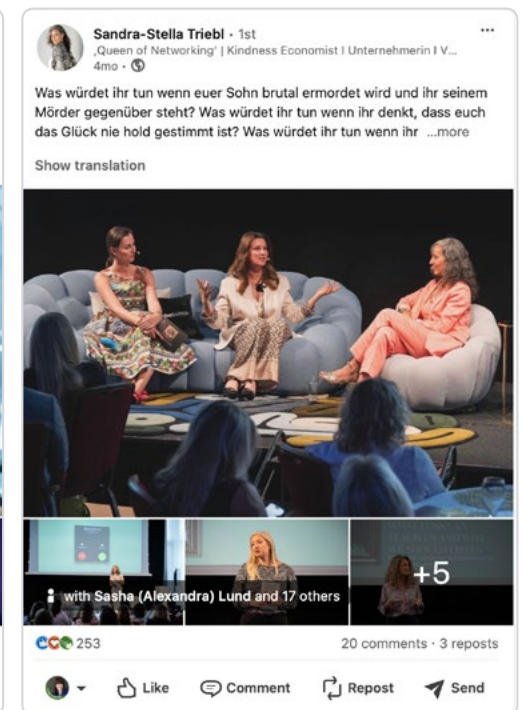 Sandra-Stella Triebl · 1st
‚Queen of Networking' | Kindness Economist I Unternehmerin I V...
4mo ·
Was würdet ihr tun wenn euer Sohn brutal ermordet wird und ihr seinem
Mörder gegenüber steht? Was würdet ihr tun wenn ihr denkt, dass euch
das Glück nie hold gestimmt ist? Was würdet ihr tun wenn ihr ...more
Show translation
with Sasha (Alexandra) Lund and 17 others
+5
253
20 comments · 3 reposts
Like
Comment
Repost
Send